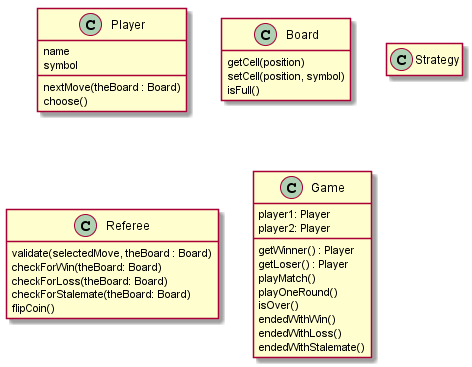 C Player
name
symbol
nextMove(theBoard : Board)
choose()
C Board
getCell(position)
setCell(position, symbol)
isFull()
C Strategy
C Referee
validate(selectedMove, theBoard : Board)
checkForWin(theBoard: Board)
checkForLoss(theBoard: Board)
checkForStalemate(theBoard: Board)
flipCoin()
C Game
player1: Player
player2: Player
getWinner() : Player
getLoser() : Player
playMatch()
playOneRound()
isOver()
endedWithWin()
endedWithLoss()
endedWithStalemate()